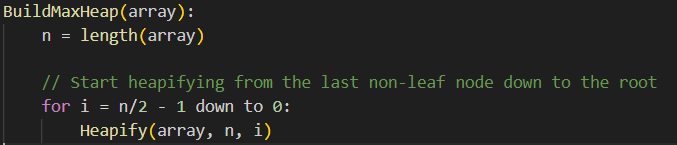 BuildMaxHeap(array):
n = length(array)
// Start heapifying from the last non-leaf node down to the root
for i = n/2 - 1 down to 0:
Heapify(array, n, i)